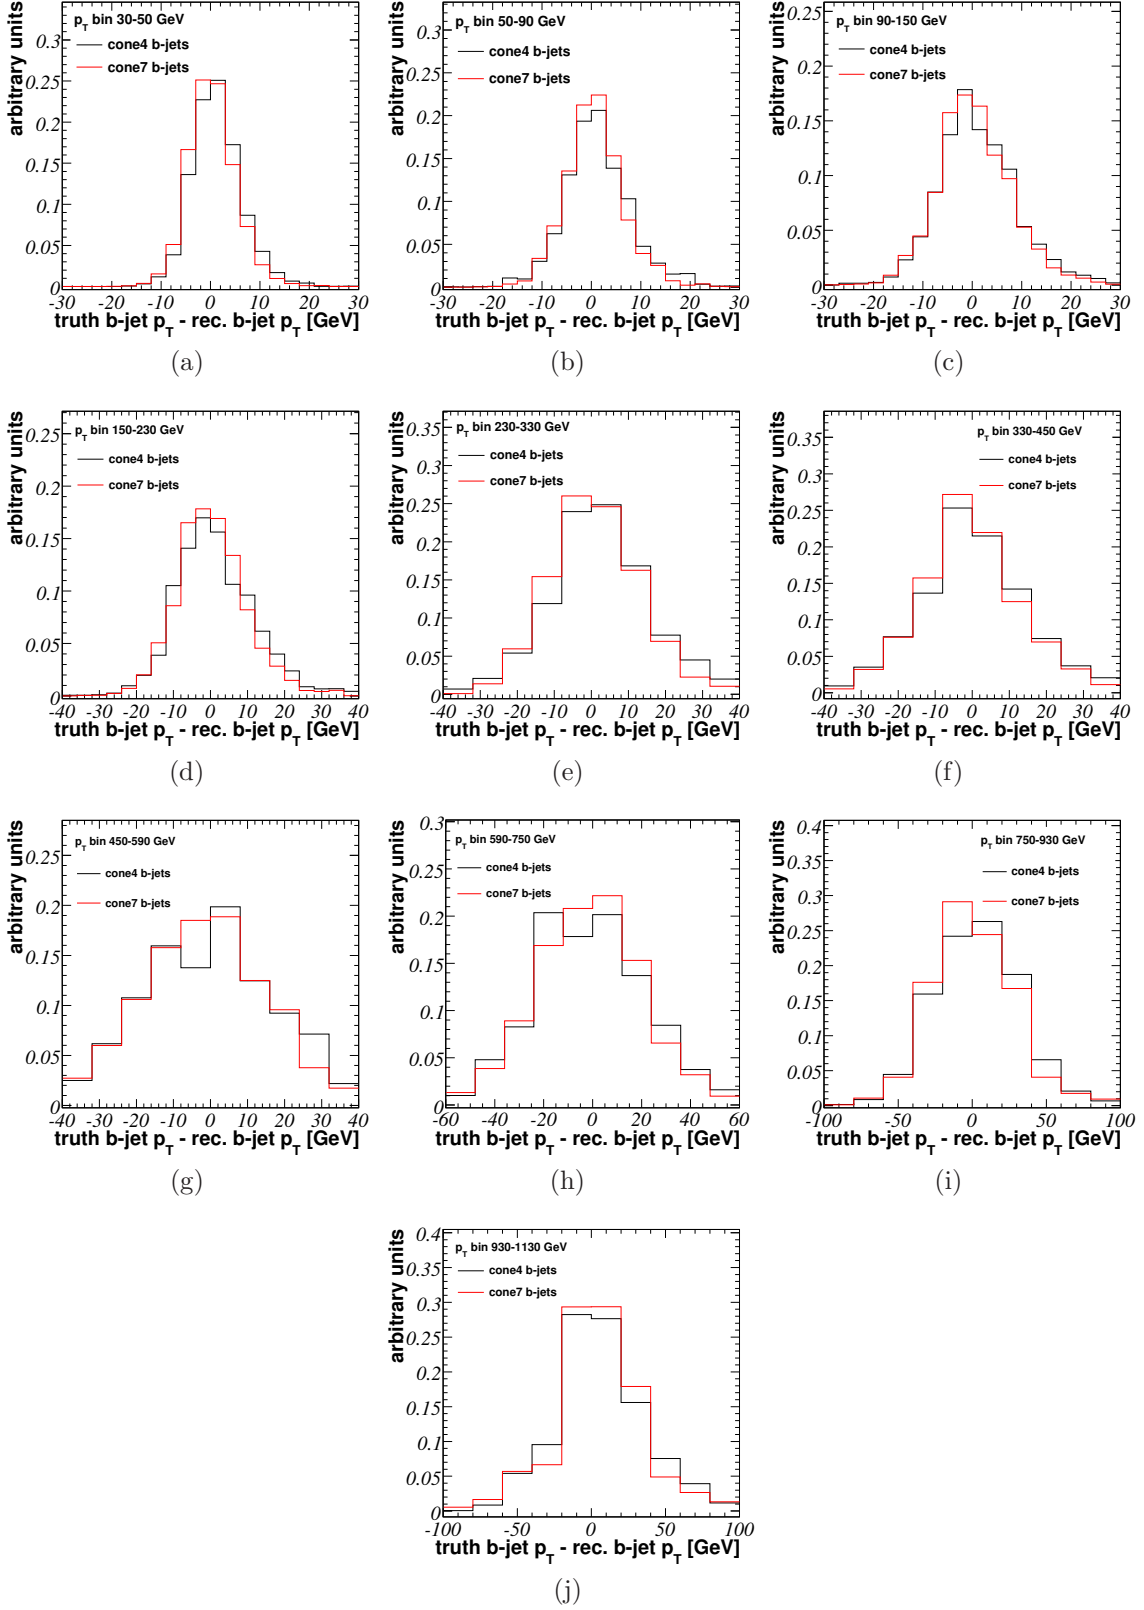 p_T bin 30-50 GeV
cone4 b-jets
cone7 b-jets
arbitrary units
0.3
0.25
0.2
0.15
0.1
0.05
0
-30 -20 -10 0 10 20 30
truth b-jet p_T - rec. b-jet p_T [GeV]
(a)
p_T bin 50-90 GeV
cone4 b-jets
cone7 b-jets
arbitrary units
0.3
0.25
0.2
0.15
0.1
0.05
0
-30 -20 -10 0 10 20 30
truth b-jet p_T - rec. b-jet p_T [GeV]
(b)
p_T bin 90-150 GeV
cone4 b-jets
cone7 b-jets
arbitrary units
0.25
0.2
0.15
0.1
0.05
0
-30 -20 -10 0 10 20 30
truth b-jet p_T - rec. b-jet p_T [GeV]
(c)
p_T bin 150-230 GeV
cone4 b-jets
cone7 b-jets
arbitrary units
0.25
0.2
0.15
0.1
0.05
0
-40 -30 -20 -10 0 10 20 30 40
truth b-jet p_T - rec. b-jet p_T [GeV]
(d)
p_T bin 230-330 GeV
cone4 b-jets
cone7 b-jets
arbitrary units
0.35
0.3
0.25
0.2
0.15
0.1
0.05
0
-40 -30 -20 -10 0 10 20 30 40
truth b-jet p_T - rec. b-jet p_T [GeV]
(e)
p_T bin 330-450 GeV
cone4 b-jets
cone7 b-jets
arbitrary units
0.35
0.3
0.25
0.2
0.15
0.1
0.05
0
-40 -30 -20 -10 0 10 20 30 40
truth b-jet p_T - rec. b-jet p_T [GeV]
(f)
p_T bin 450-590 GeV
cone4 b-jets
cone7 b-jets
arbitrary units
0.25
0.2
0.15
0.1
0.05
0
-40 -30 -20 -10 0 10 20 30 40
truth b-jet p_T - rec. b-jet p_T [GeV]
(g)
p_T bin 590-750 GeV
cone4 b-jets
cone7 b-jets
arbitrary units
0.3
0.25
0.2
0.15
0.1
0.05
0
-60 -40 -20 0 20 40 60
truth b-jet p_T - rec. b-jet p_T [GeV]
(h)
p_T bin 750-930 GeV
cone4 b-jets
cone7 b-jets
arbitrary units
0.4
0.35
0.3
0.25
0.2
0.15
0.1
0.05
0
-100 -50 0 50 100
truth b-jet p_T - rec. b-jet p_T [GeV]
(i)
p_T bin 930-1130 GeV
cone4 b-jets
cone7 b-jets
arbitrary units
0.4
0.35
0.3
0.25
0.2
0.15
0.1
0.05
0
-100 -50 0 50 100
truth b-jet p_T - rec. b-jet p_T [GeV]
(j)